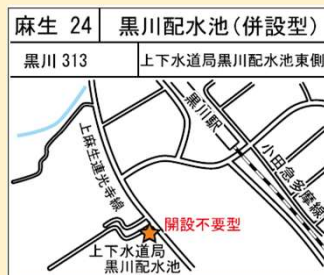 麻生 24
黒川配水池(併設型)
黒川 313
上下水道局黒川配水池東側
黒川駅
小田急多摩線
上麻生連光寺線
開設不要型
上下水道局
黒川配水池